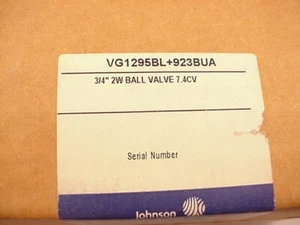 VG1295BL+923BUA
3/4" 2W BALL VALVE 7.4CV
Serial Number
Johnson